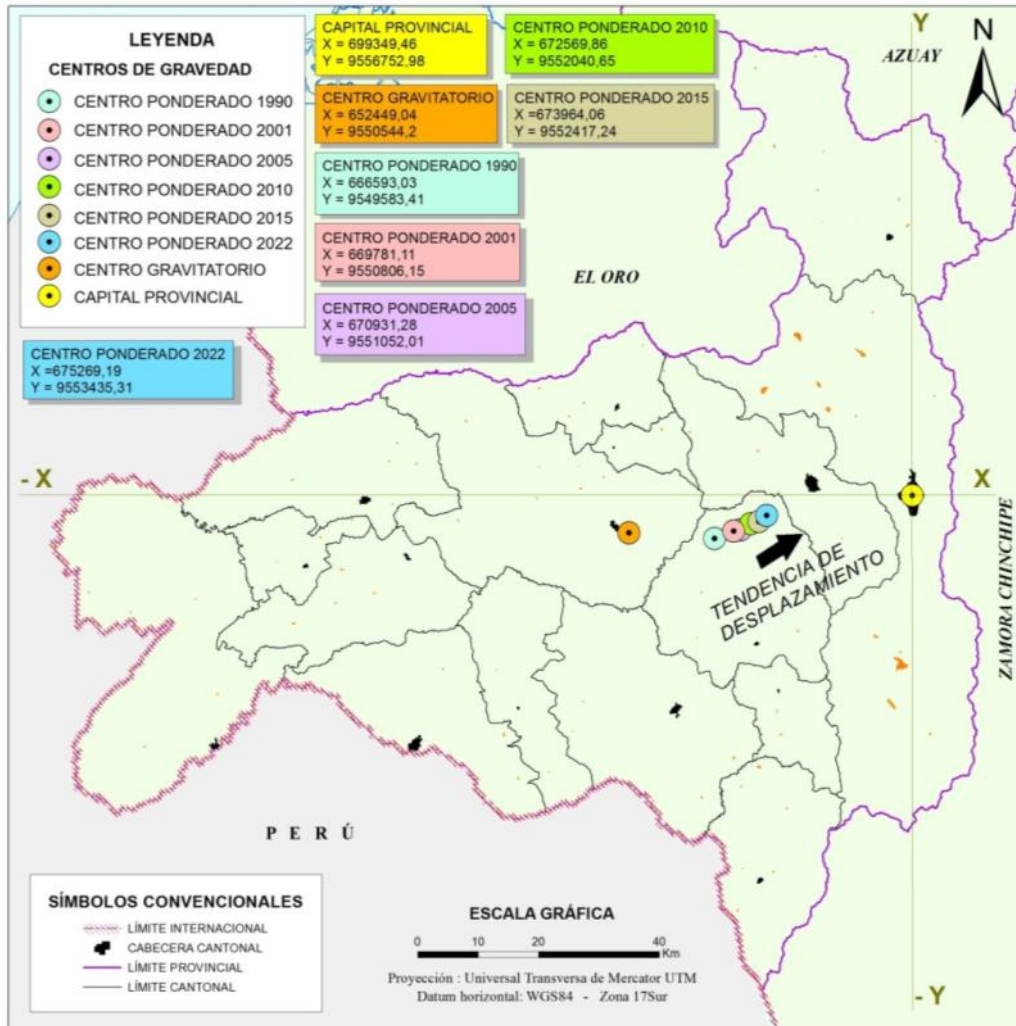 LEYENDA
CENTROS DE GRAVEDAD
CENTRO PONDERADO 1990
CENTRO PONDERADO 2001
CENTRO PONDERADO 2005
CENTRO PONDERADO 2010
CENTRO PONDERADO 2015
CENTRO PONDERADO 2022
CENTRO GRAVITATORIO
CAPITAL PROVINCIAL
CAPITAL PROVINCIAL
X = 699349,46
Y = 9556752,98
CENTRO PONDERADO 2010
X = 672569,86
Y = 9552040,65
CENTRO GRAVITATORIO
X = 652449,04
Y = 9550544,2
CENTRO PONDERADO 2015
X =673964,06
Y = 9552417,24
CENTRO PONDERADO 1990
X = 666593,03
Y = 9549583,41
CENTRO PONDERADO 2001
X = 669781,11
Y = 9550806,15
CENTRO PONDERADO 2005
X = 670931,28
Y = 9551052,01
CENTRO PONDERADO 2022
X =675269,19
Y = 9553435,31
Y
N
AZUAY
EL ORO
- X
X
ZAMORA CHINCHIPE
TENDENCIA DE
DESPLAZAMIENTO
PERÚ
- Y
SÍMBOLOS CONVENCIONALES
LÍMITE INTERNACIONAL
CABECERA CANTONAL
LÍMITE PROVINCIAL
LÍMITE CANTONAL
ESCALA GRÁFICA
0 10 20 40
Km
Proyección : Universal Transversa de Mercator UTM
Datum horizontal: WGS84 - Zona 17Sur